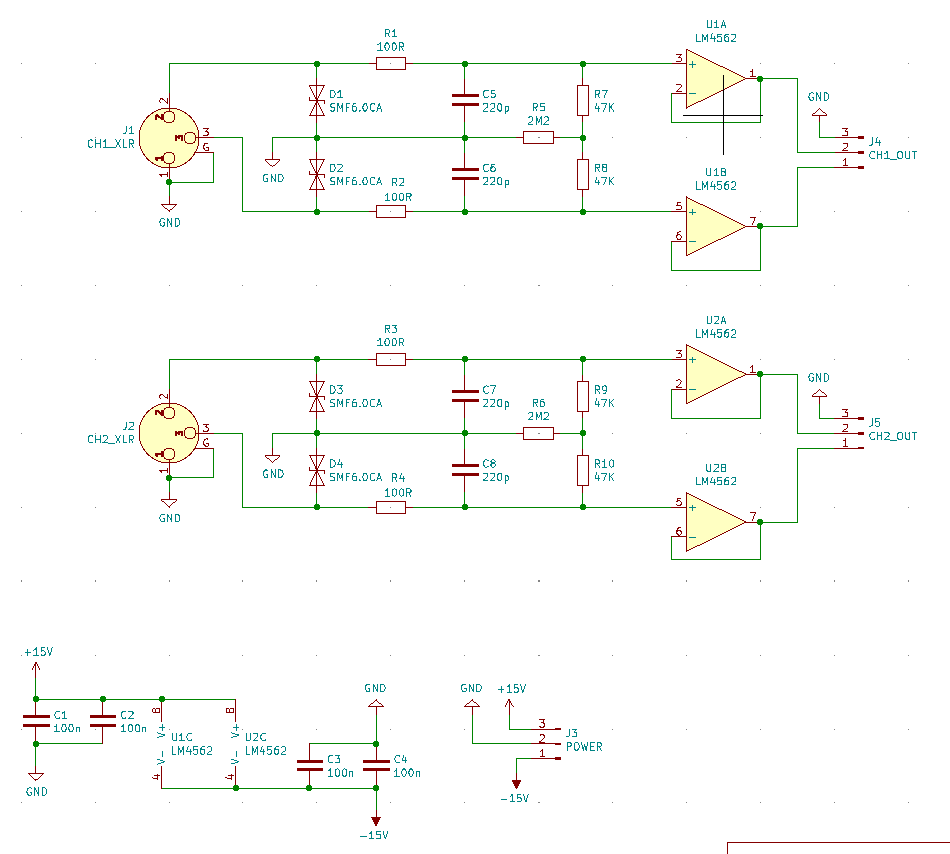 R1
100R
U1A
LM4562
3
+
1
2
−
GND
2
D1
SMF6.0CA
C5
220p
R5
2M2
R7
47K
J1
CH1_XLR
2
3
1
3
G
1
GND
GND
D2
SMF6.0CA
C6
220p
R8
47K
R2
100R
U1B
LM4562
5
+
7
6
−
3
2
1
J4
CH1_OUT
R3
100R
U2A
LM4562
3
+
1
2
−
GND
2
D3
SMF6.0CA
C7
220p
R6
2M2
R9
47K
J2
CH2_XLR
2
3
1
3
G
1
GND
GND
D4
SMF6.0CA
C8
220p
R10
47K
R4
100R
U2B
LM4562
5
+
7
6
−
3
2
1
J5
CH2_OUT
+15V
C1
100n
C2
100n
GND
8
V+
U1C
LM4562
V-
4
8
V+
U2C
LM4562
V-
4
GND
C3
100n
C4
100n
-15V
GND
+15V
3
2
1
J3
POWER
-15V